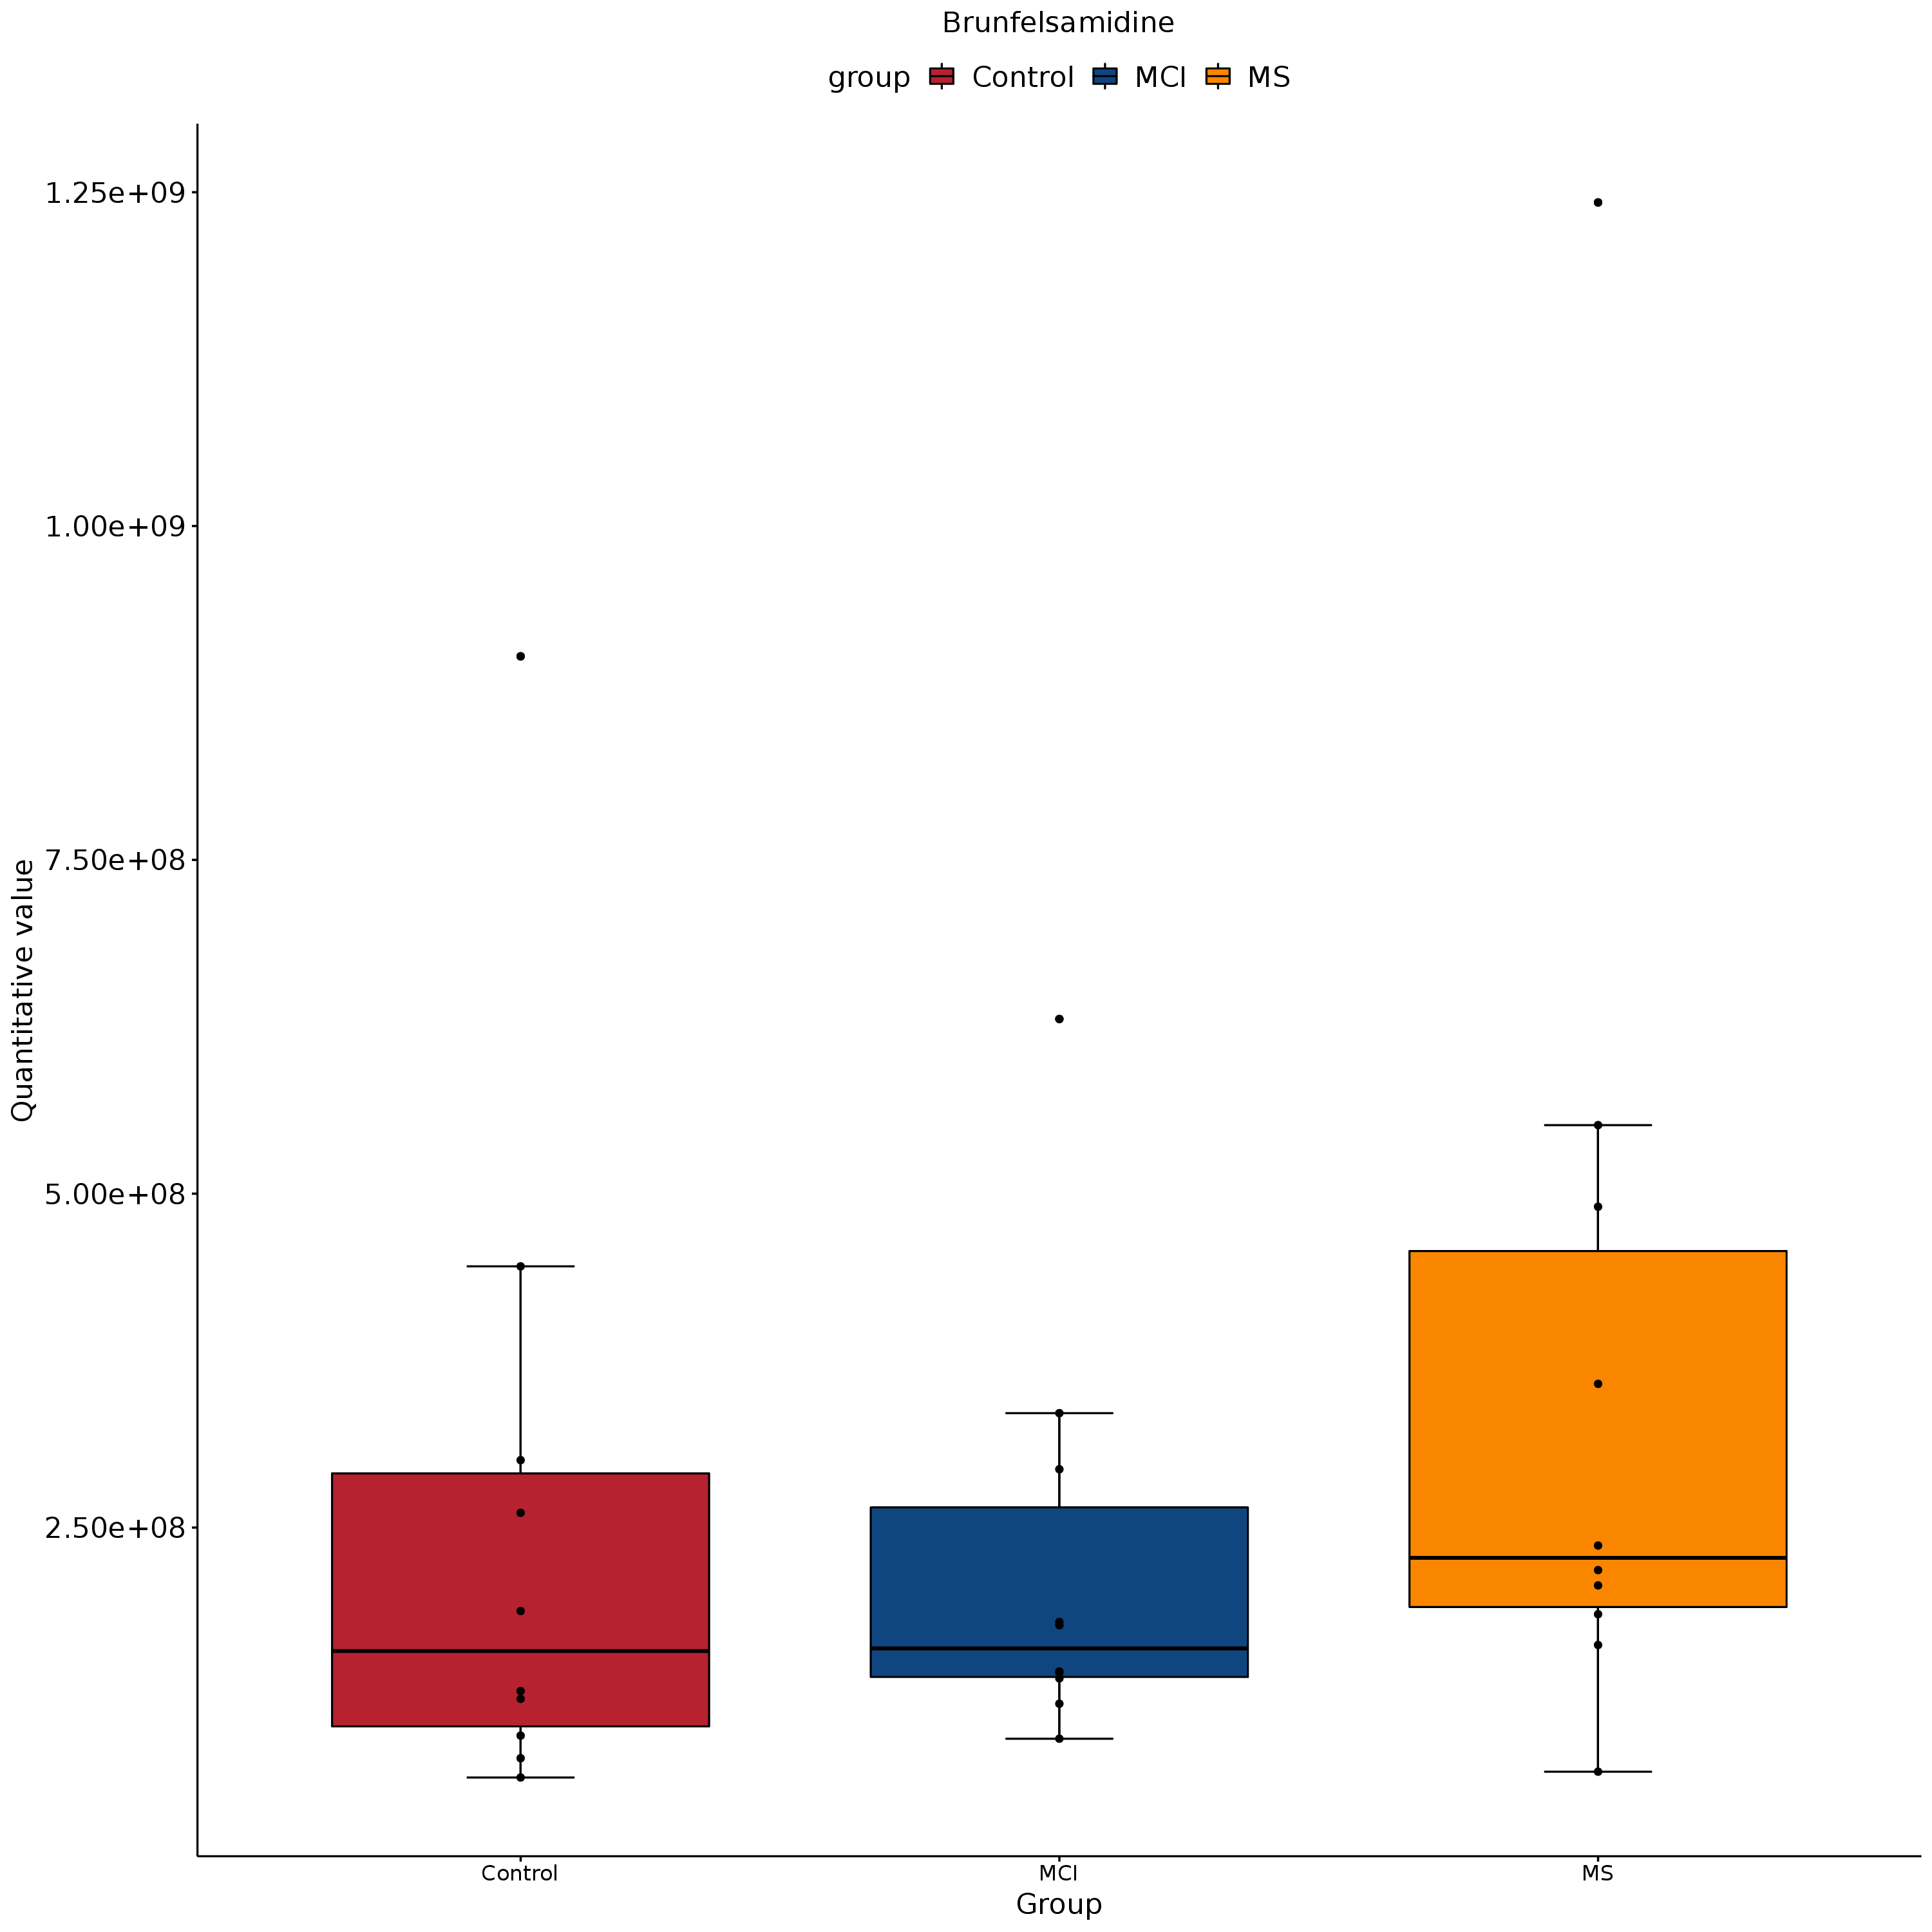 Brunfelsamidine
group Control MCI MS
1.25e+09
1.00e+09
7.50e+08
5.00e+08
2.50e+08
Quantitative value
Control MCI MS
Group